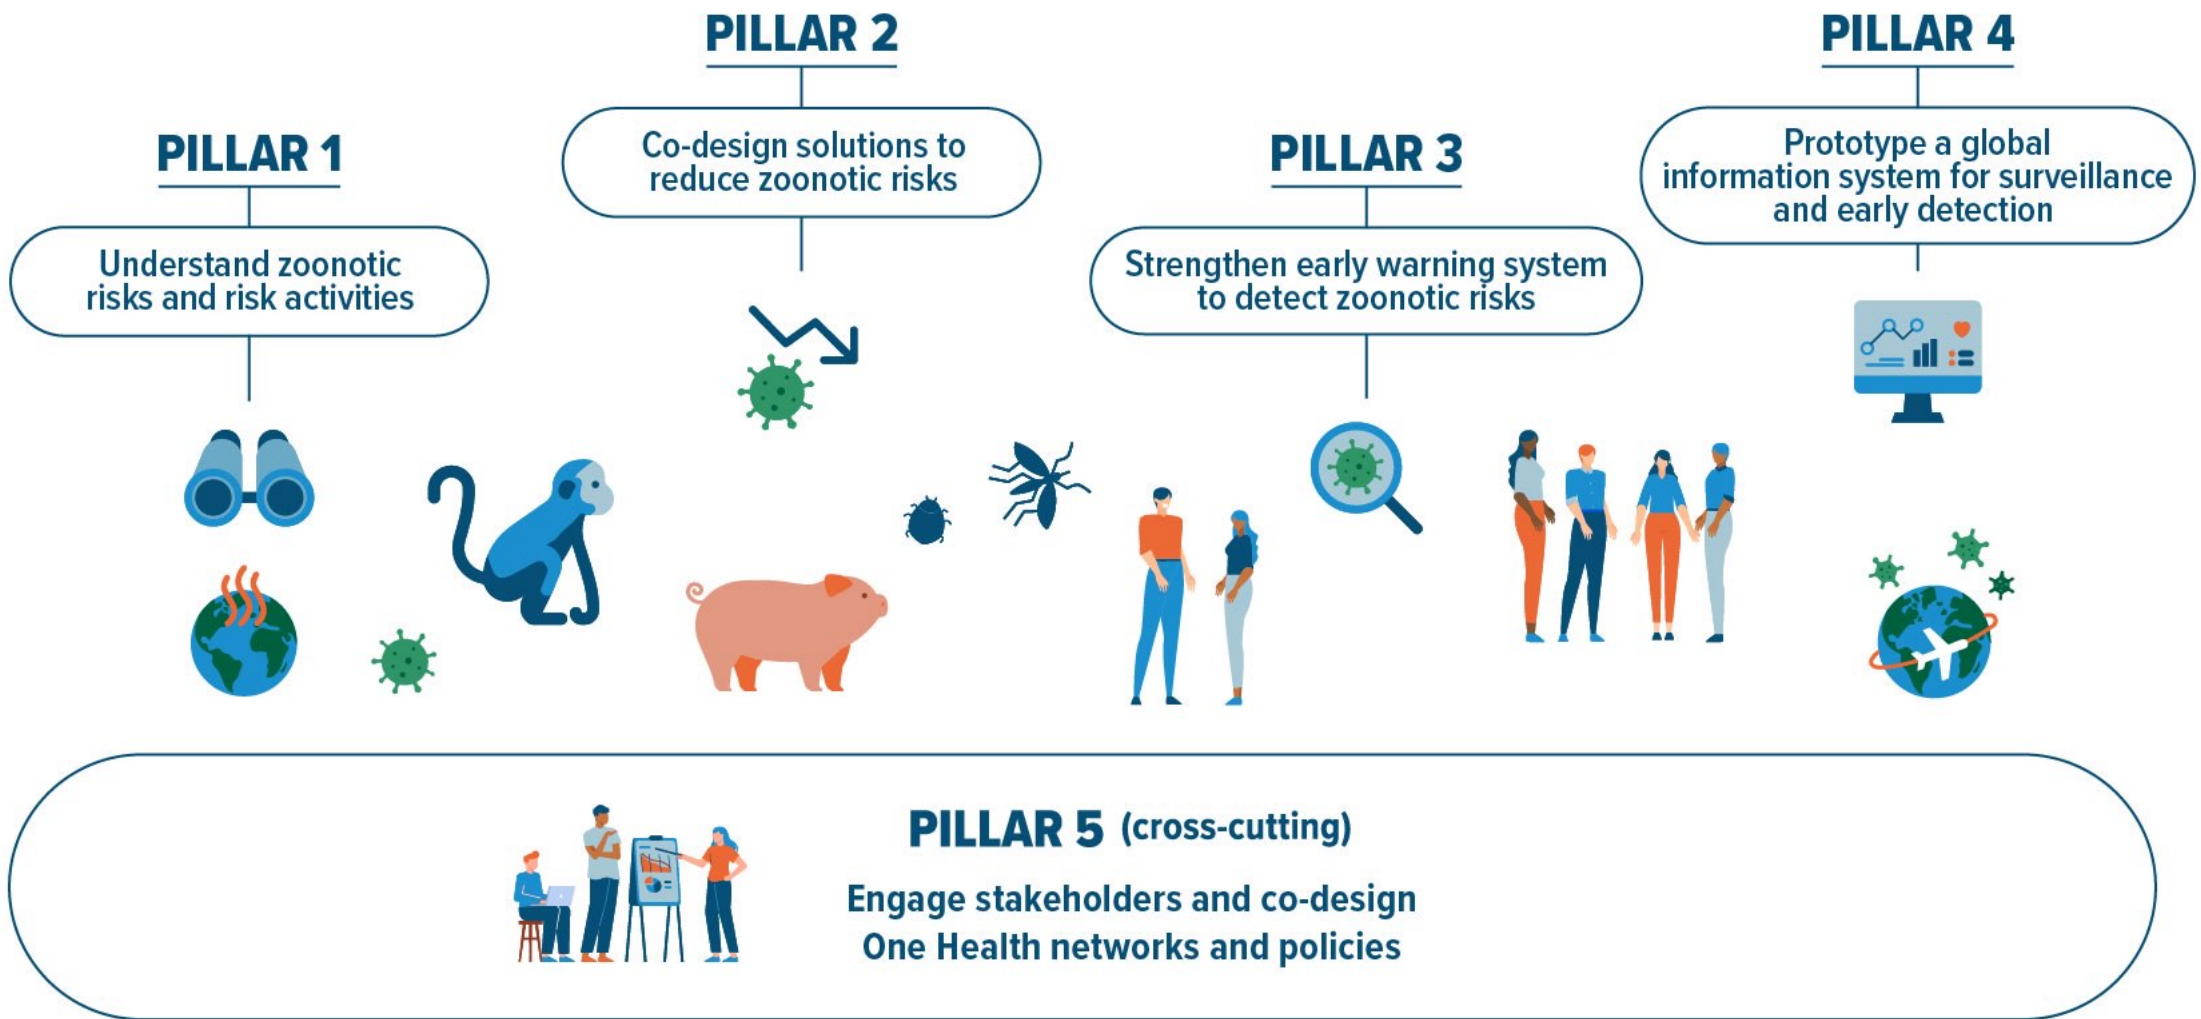 PILLAR 1
Understand zoonotic
risks and risk activities
PILLAR 2
Co-design solutions to
reduce zoonotic risks
PILLAR 3
Strengthen early warning system
to detect zoonotic risks
PILLAR 4
Prototype a global
information system for surveillance
and early detection
PILLAR 5 (cross-cutting)
Engage stakeholders and co-design
One Health networks and policies